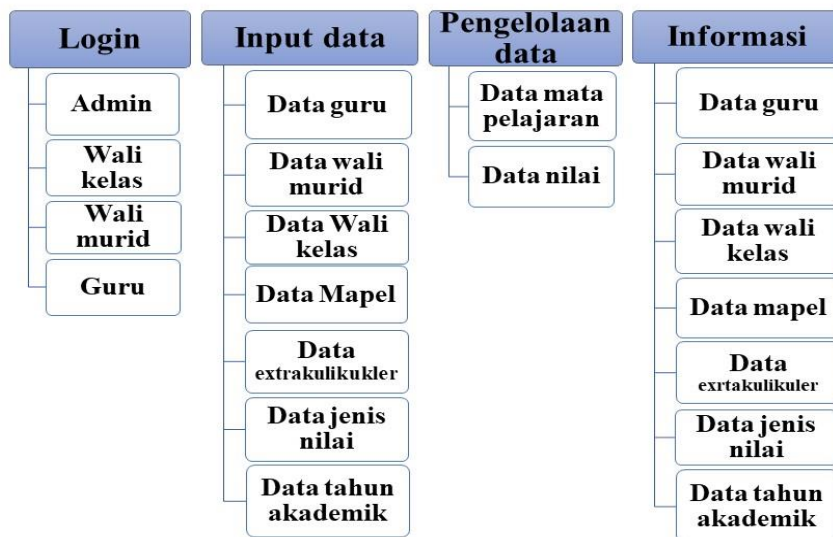 Login
Admin
Wali
kelas
Wali
murid
Guru
Input data
Data guru
Data wali
murid
Data Wali
kelas
Data Mapel
Data
extrakulikukler
Data jenis
nilai
Data tahun
akademik
Pengelolaan
data
Data mata
pelajaran
Data nilai
Informasi
Data guru
Data wali
murid
Data wali
kelas
Data mapel
Data
exrtakulikuler
Data jenis
nilai
Data tahun
akademik